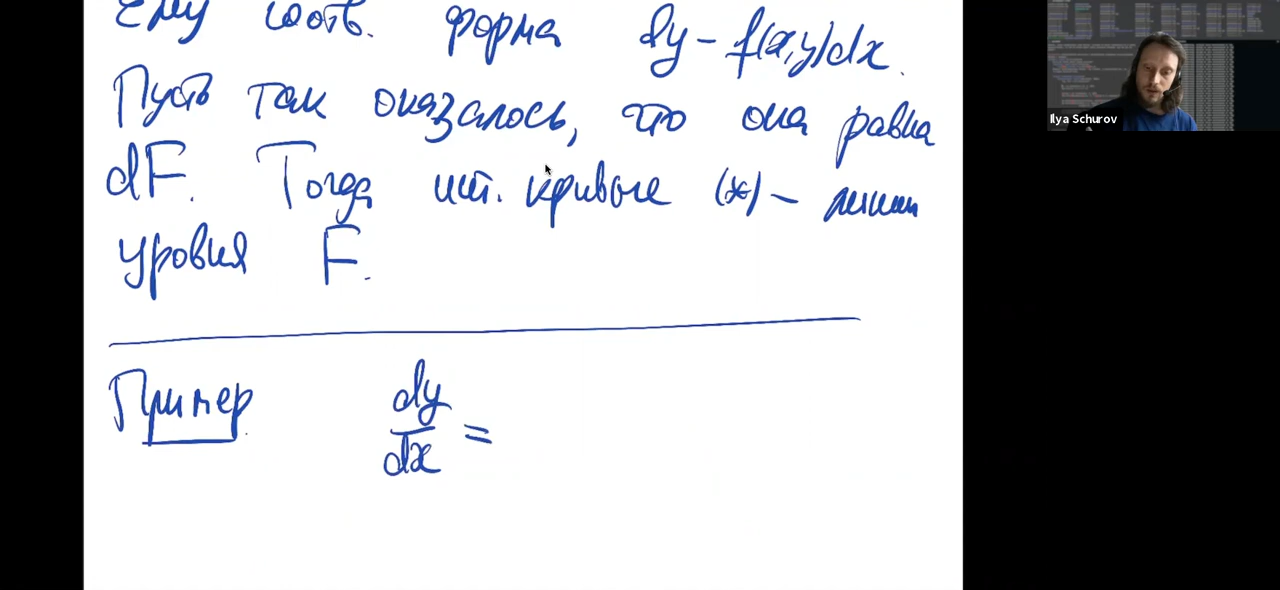 Ему соотв. форма dy - f(x,y)dx.
Пусть так оказалось, что она равна
dF. Тогда инт. кривые (*) - линии
уровня F.
Пример dy/dx =
Ilya Schurov